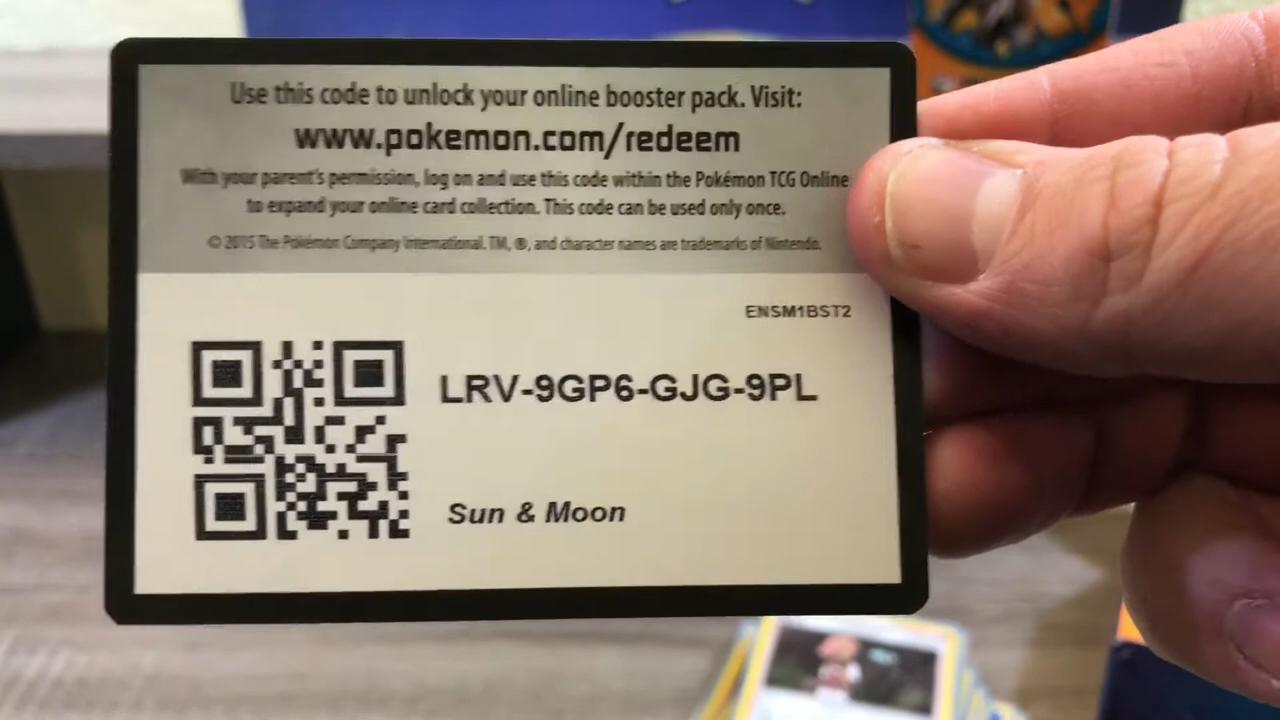 Use this code to unlock your online booster pack. Visit:
www.pokemon.com/redeem
With your parent's permission, log on and use this code within the Pokémon TCG Online
to expand your online card collection. This code can be used only once.
© 2015 The Pokémon Company International. TM, ®, and character names are trademarks of Nintendo.
ENSM1BST2
LRV-9GP6-GJG-9PL
Sun & Moon